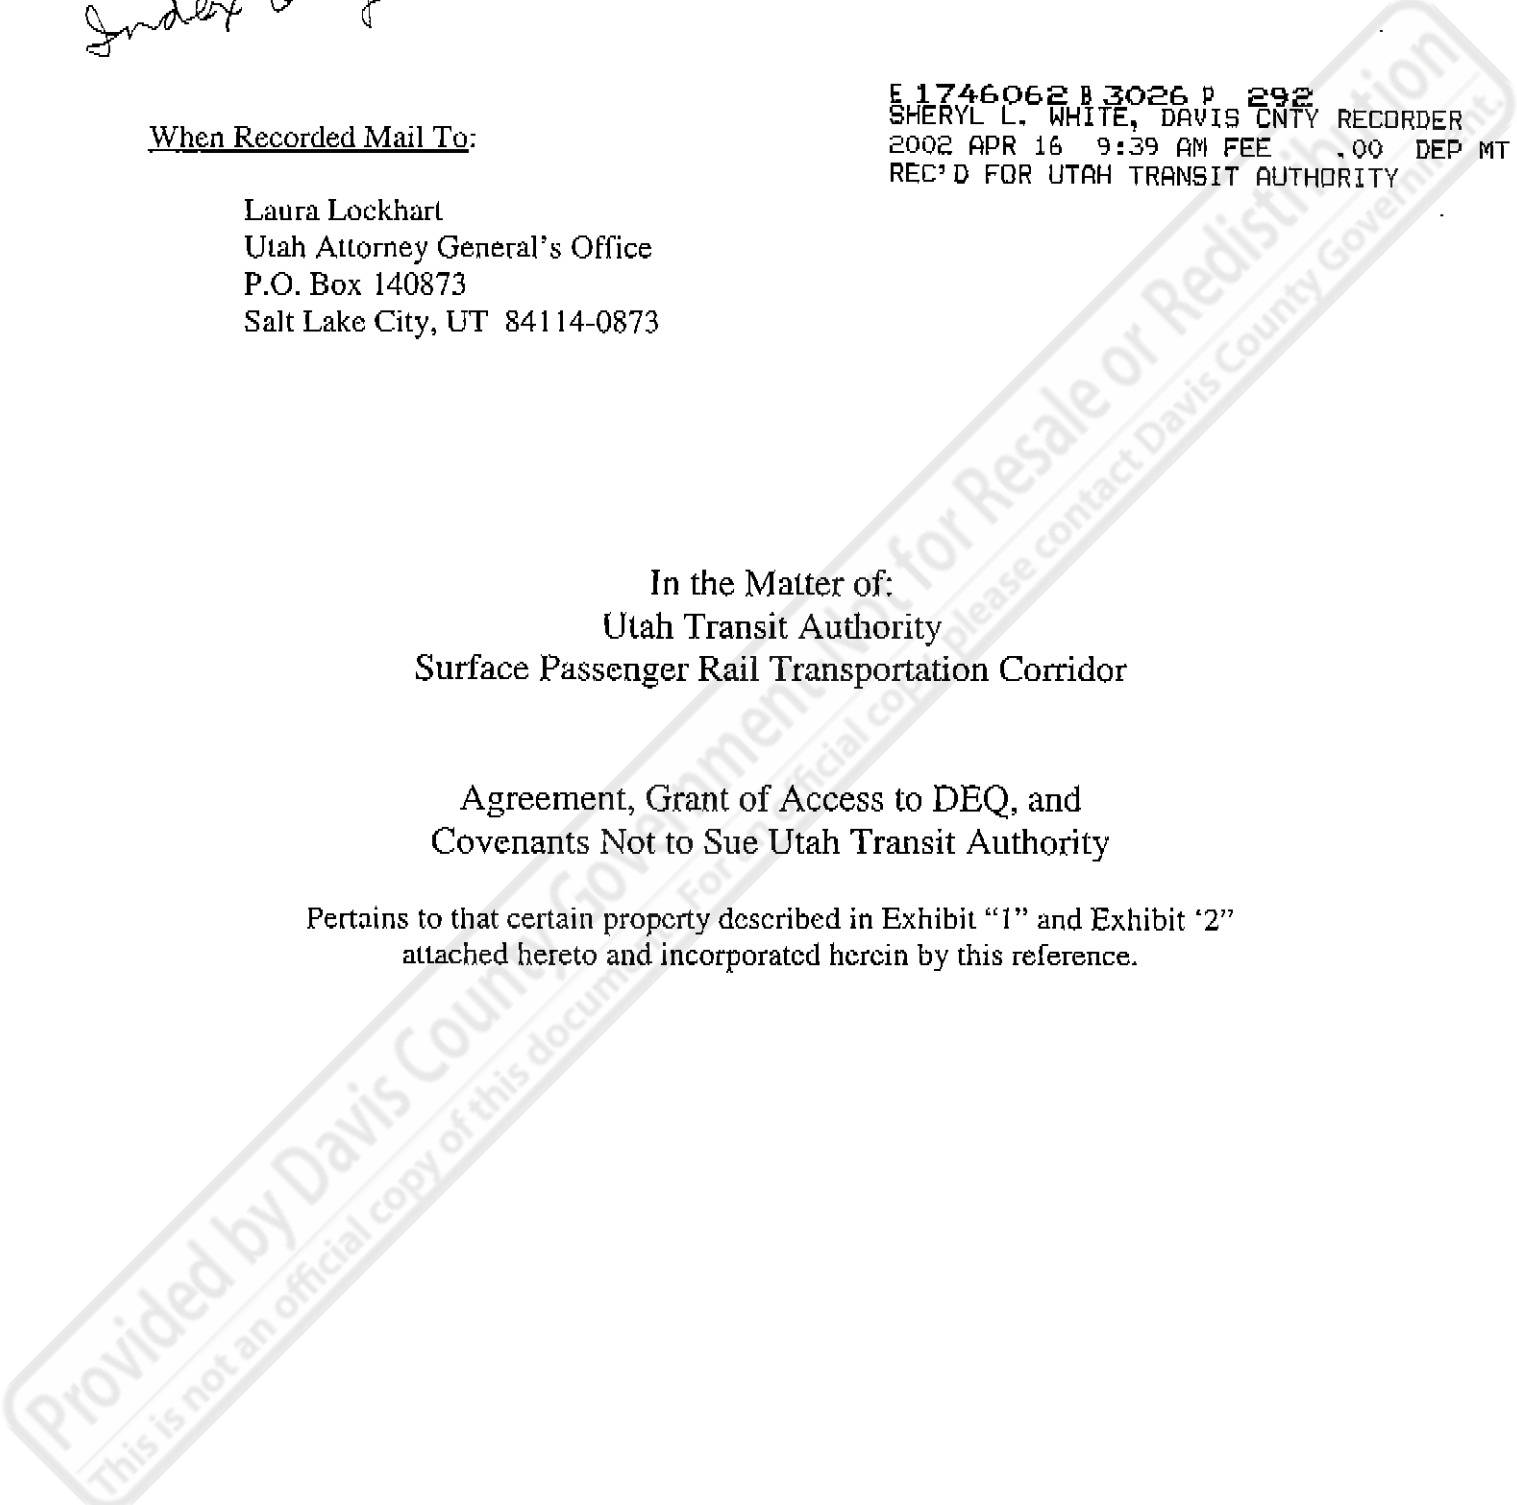 Index
E 1746062 B 3026 P 292
SHERYL L. WHITE, DAVIS CNTY RECORDER
2002 APR 16 9:39 AM FEE .00 DEP MT
REC'D FOR UTAH TRANSIT AUTHORITY
When Recorded Mail To:
Laura Lockhart
Utah Attorney General's Office
P.O. Box 140873
Salt Lake City, UT 84114-0873
In the Matter of:
Utah Transit Authority
Surface Passenger Rail Transportation Corridor
Agreement, Grant of Access to DEQ, and
Covenants Not to Sue Utah Transit Authority
Pertains to that certain property described in Exhibit “1” and Exhibit ‘2”
attached hereto and incorporated herein by this reference.
Provided by Davis County Government Not for Resale or Redistribution
This is not an official copy of this document. For an official copy please contact Davis County Government.